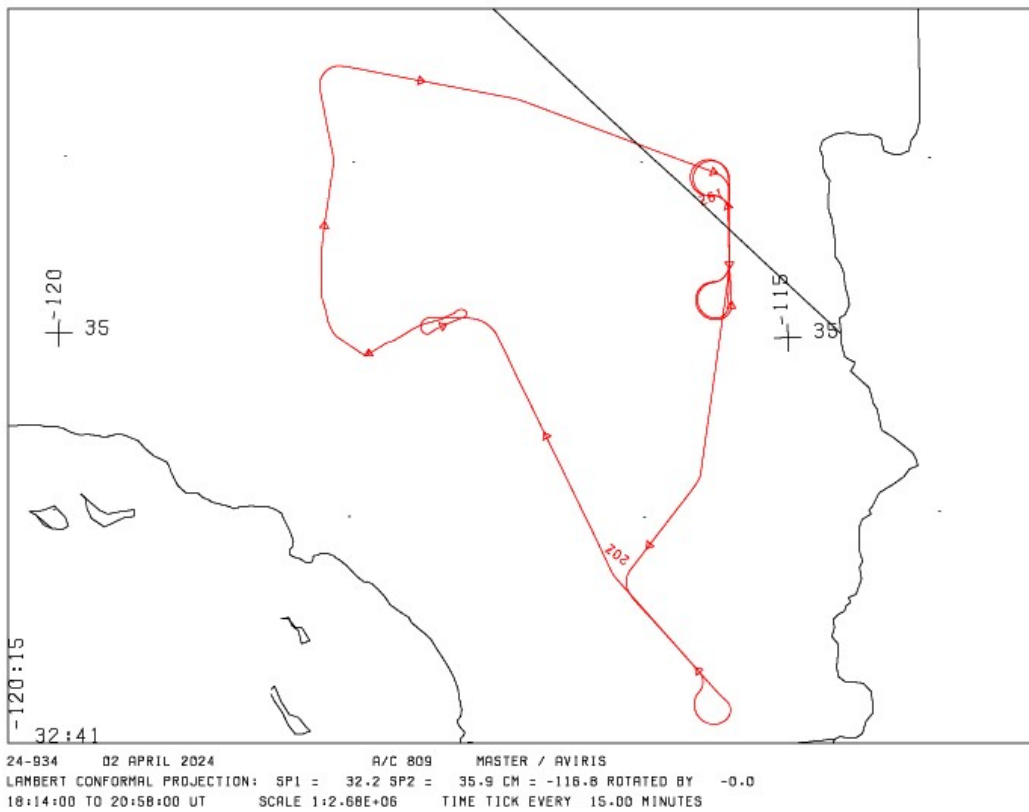 -120
35
19Z
-115
35
20Z
-120:15
32:41
24-934 02 APRIL 2024 A/C 809 MASTER / AVIRIS
LAMBERT CONFORMAL PROJECTION: SP1 = 32.2 SP2 = 35.9 CM = -116.8 ROTATED BY -0.0
18:14:00 TO 20:58:00 UT SCALE 1:2.68E+06 TIME TICK EVERY 15.00 MINUTES